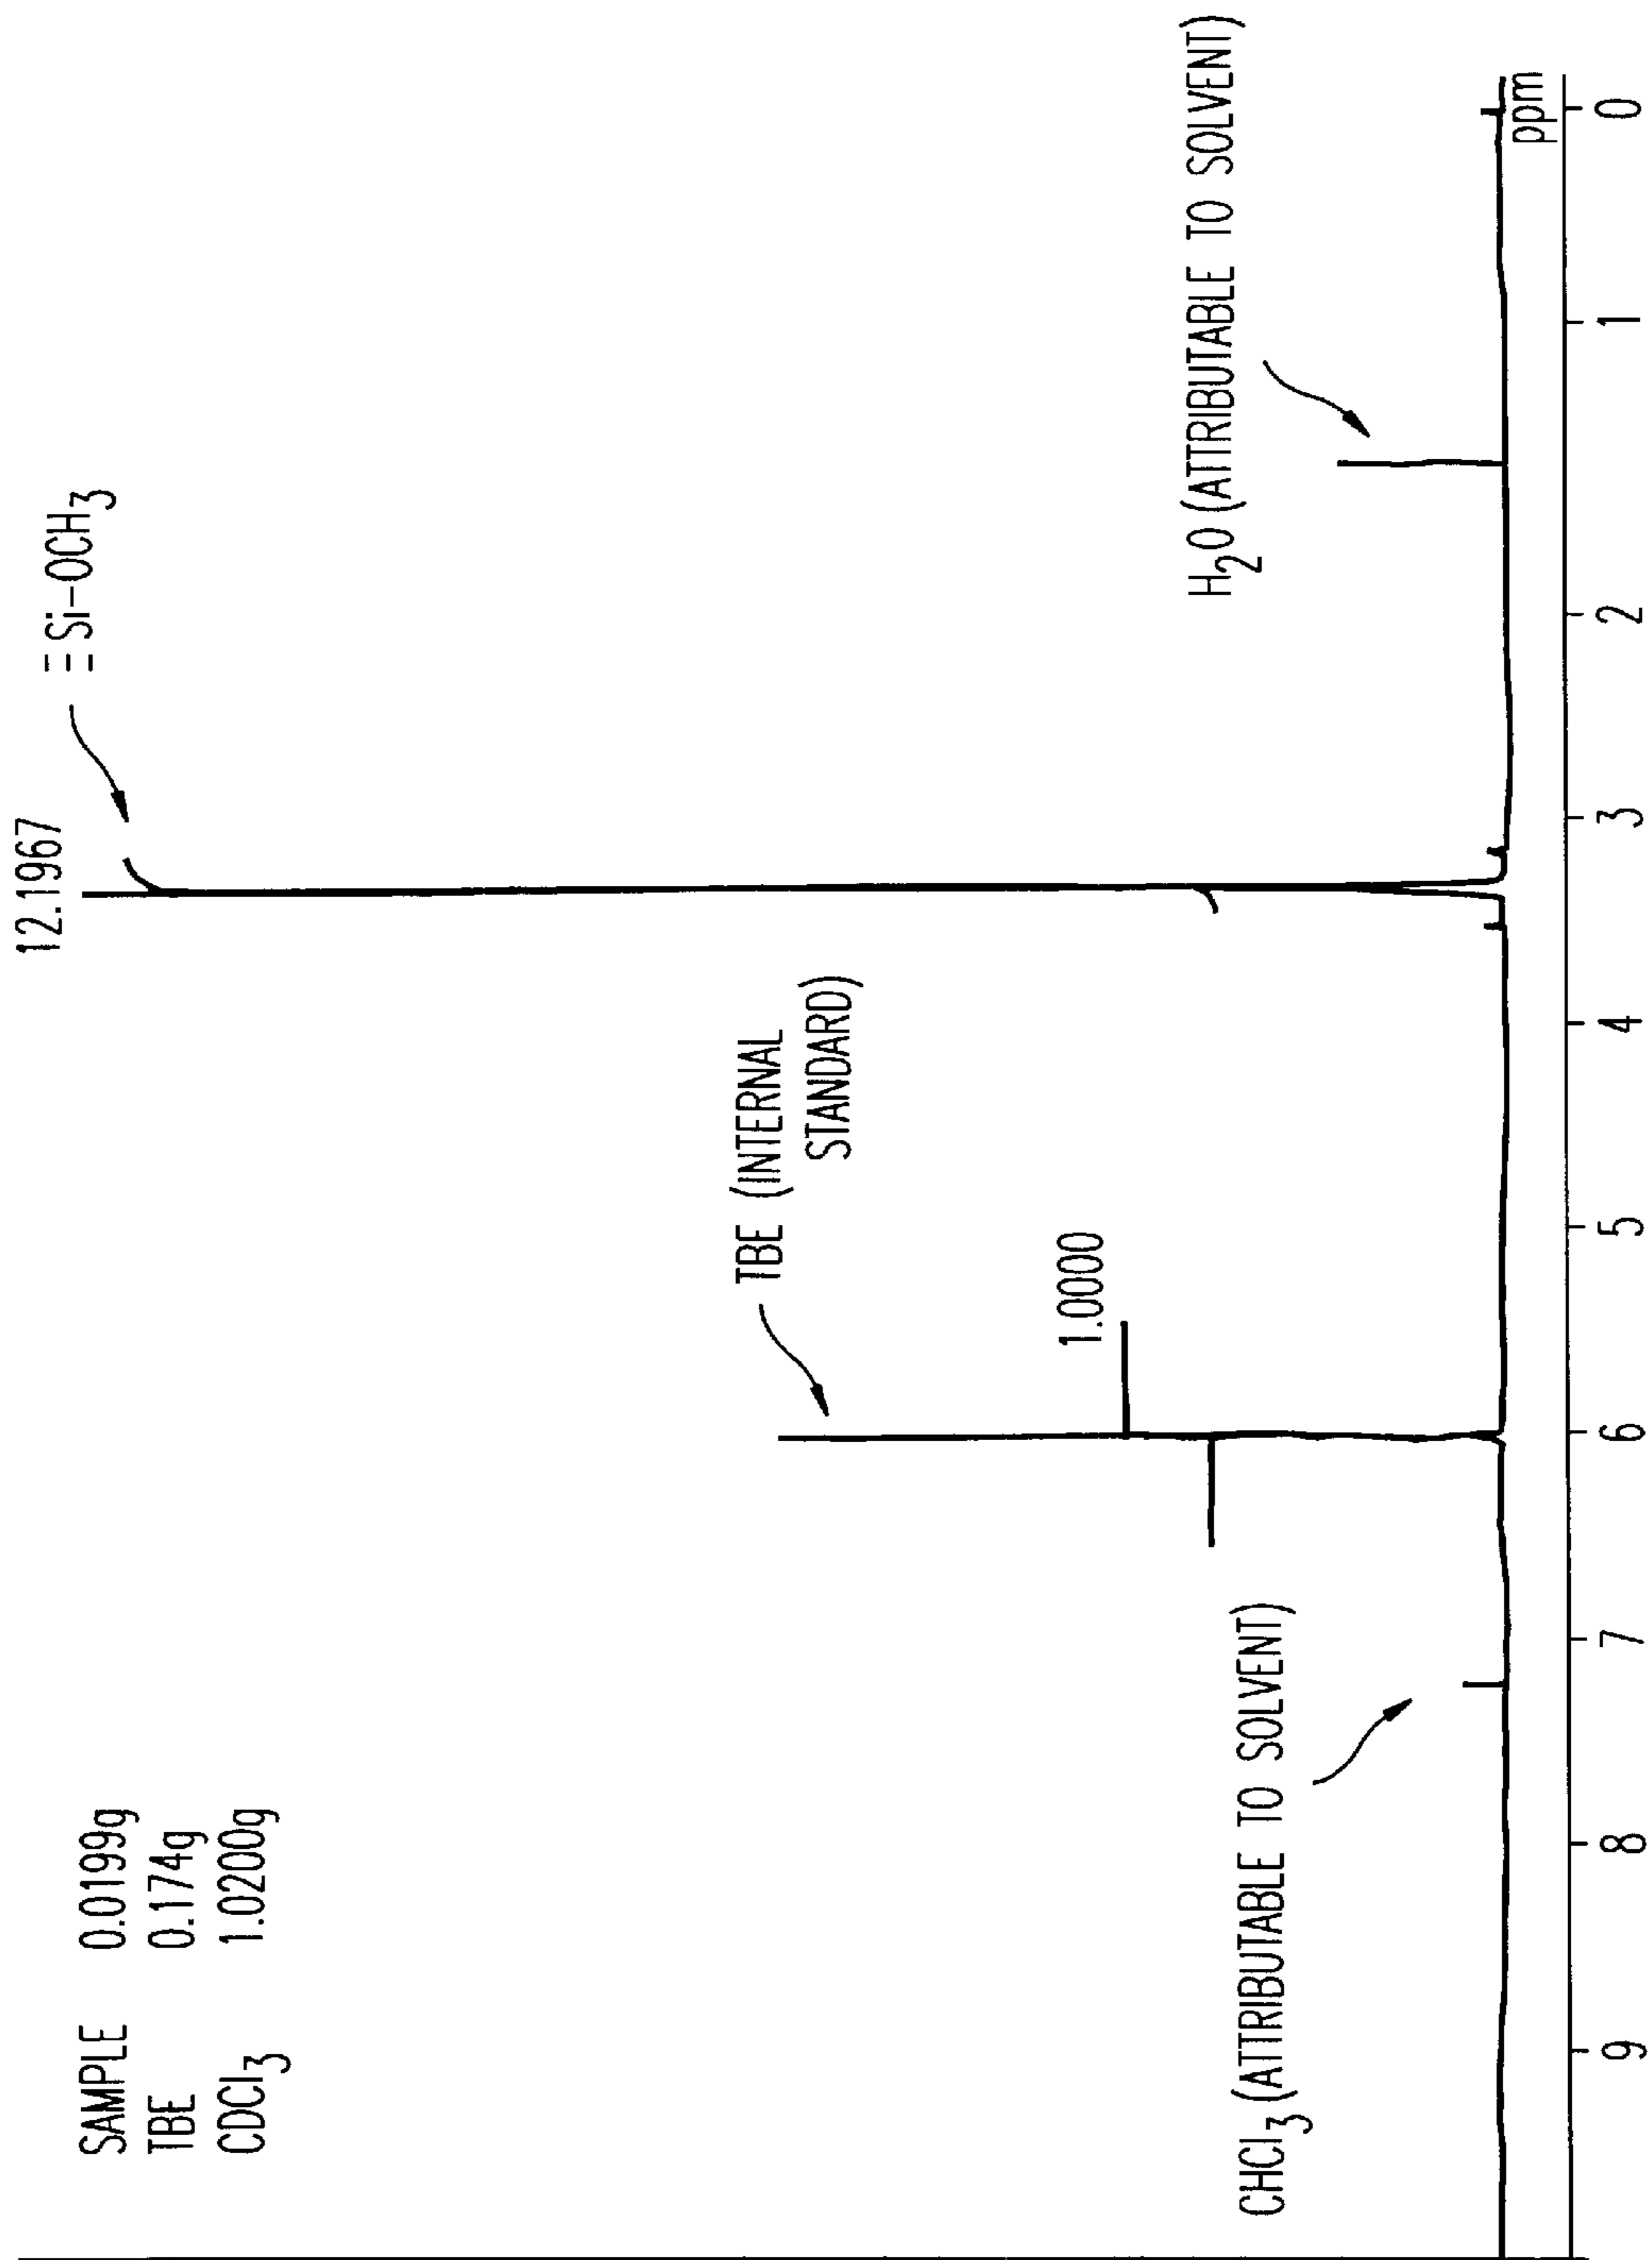 SAMPLE 0.0199g
TBE 0.174g
CDCl3 1.0200g
12.1967
≡Si-OCH3
TBE (INTERNAL
STANDARD)
1.0000
CHCl3 (ATTRIBUTABLE TO SOLVENT)
H2O (ATTRIBUTABLE TO SOLVENT)
ppm
9 8 7 6 5 4 3 2 1 0